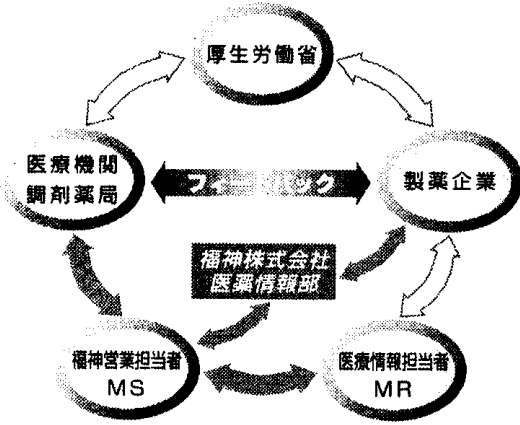 厚生労働省
医療機関
調剤薬局
フィードバック
製薬企業
福神株式会社
医薬情報部
福神営業担当者
MS
医療情報担当者
MR